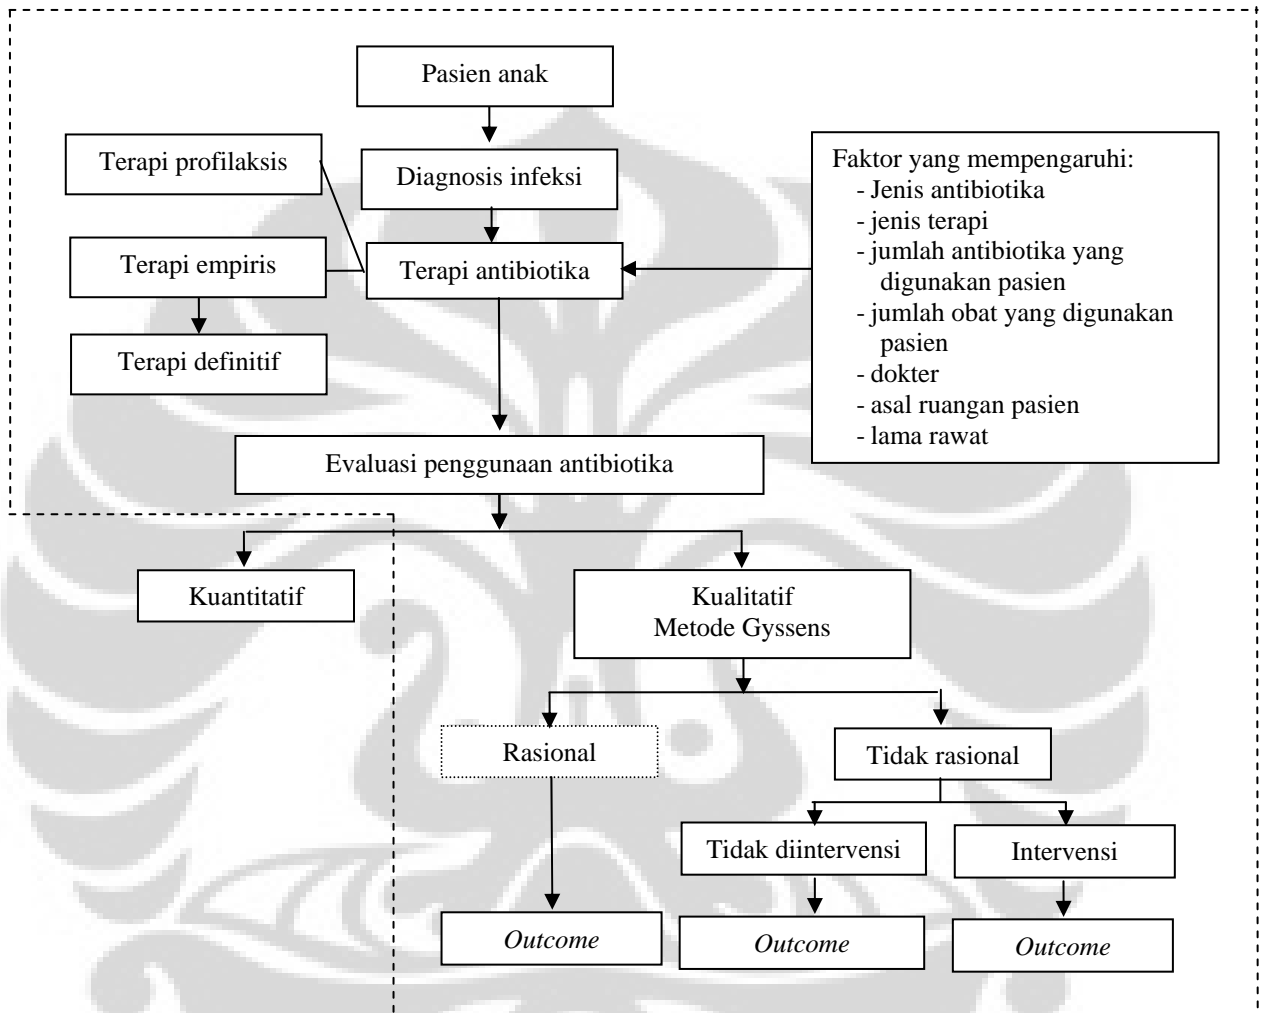 Pasien anak
Terapi profilaksis
Diagnosis infeksi
Terapi empiris
Terapi antibiotika
Terapi definitif
Faktor yang mempengaruhi:
- Jenis antibiotika
- jenis terapi
- jumlah antibiotika yang
digunakan pasien
- jumlah obat yang digunakan
pasien
- dokter
- asal ruangan pasien
- lama rawat
Evaluasi penggunaan antibiotika
Kuantitatif
Kualitatif
Metode Gyssens
Rasional
Tidak rasional
Tidak diintervensi
Intervensi
Outcome
Outcome
Outcome